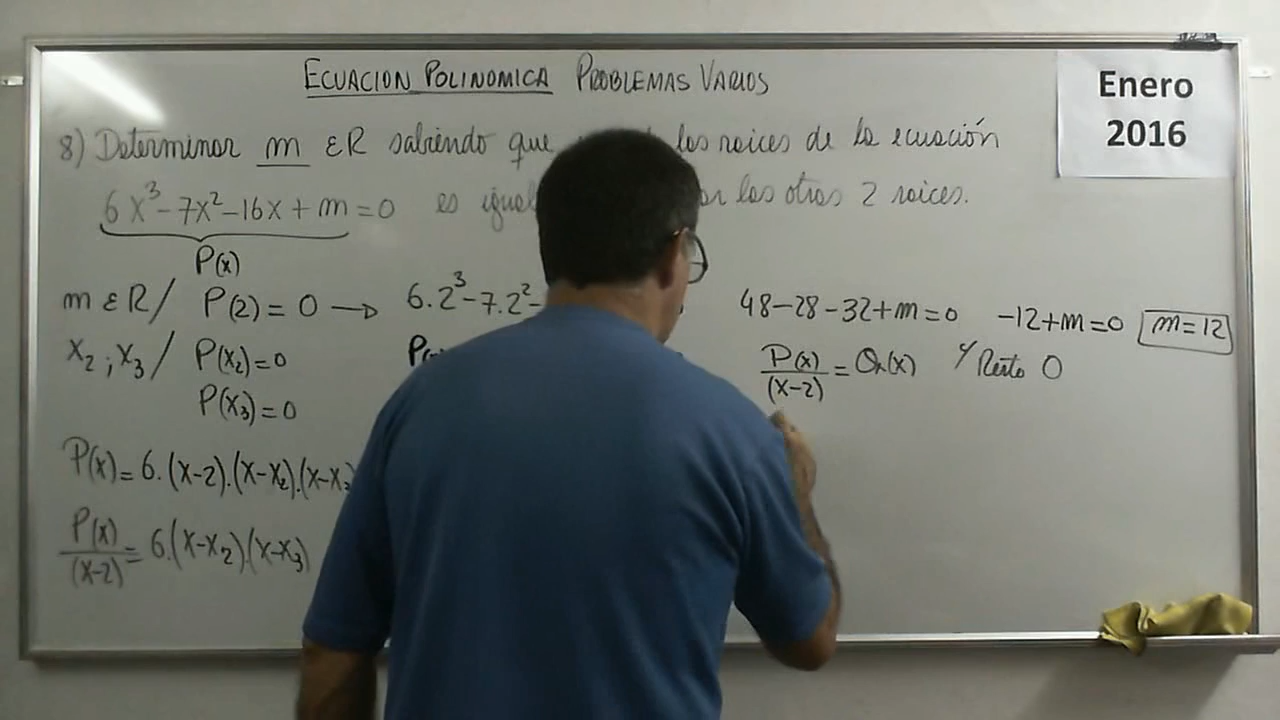 ECUACION POLINOMICA PROBLEMAS VARIOS
Enero
2016
8) Determinar m ε R sabiendo que las raices de la ecuación
6x³-7x²-16x+m=0 es igual las otras 2 raices.
P(x)
m ε R / P(2)=0 → 6.2³-7.2²- 48-28-32+m=0 -12+m=0 m=12
x₂ ; x₃ / P(x₂)=0
P(x₃)=0
P(x)/(x-2) = Q(x) y Resto 0
P(x)=6.(x-2).(x-x₂).(x-x₃
P(x)/(x-2) = 6.(x-x₂).(x-x₃)